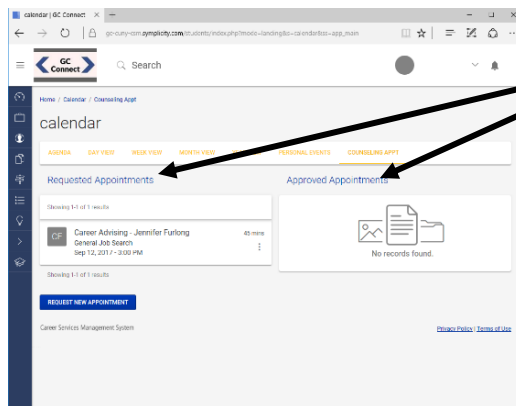 calendar | GC Connect
gc-cuny-csm.symplicity.com/students/index.php?mode=landing&s=calendar&ss=app_main
GC
Connect
Search
Home / Calendar / Counseling Appt
calendar
AGENDA DAY VIEW WEEK VIEW MONTH VIEW PERSONAL EVENTS COUNSELING APPT
Requested Appointments
Approved Appointments
Showing 1-1 of 1 results
CF
Career Advising - Jennifer Furlong
45 mins
General Job Search
Sep 12, 2017 - 3:00 PM
No records found.
Showing 1-1 of 1 results
REQUEST NEW APPOINTMENT
Career Services Management System
Privacy Policy | Terms of Use